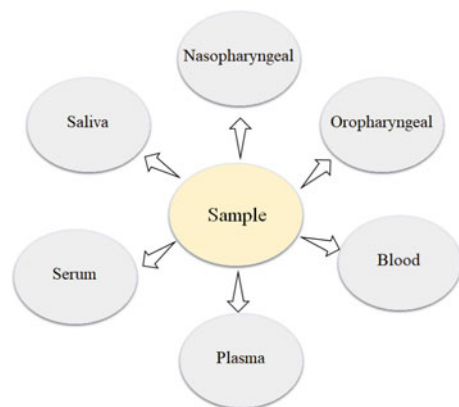 Nasopharyngeal
Saliva
Oropharyngeal
Sample
Serum
Blood
Plasma